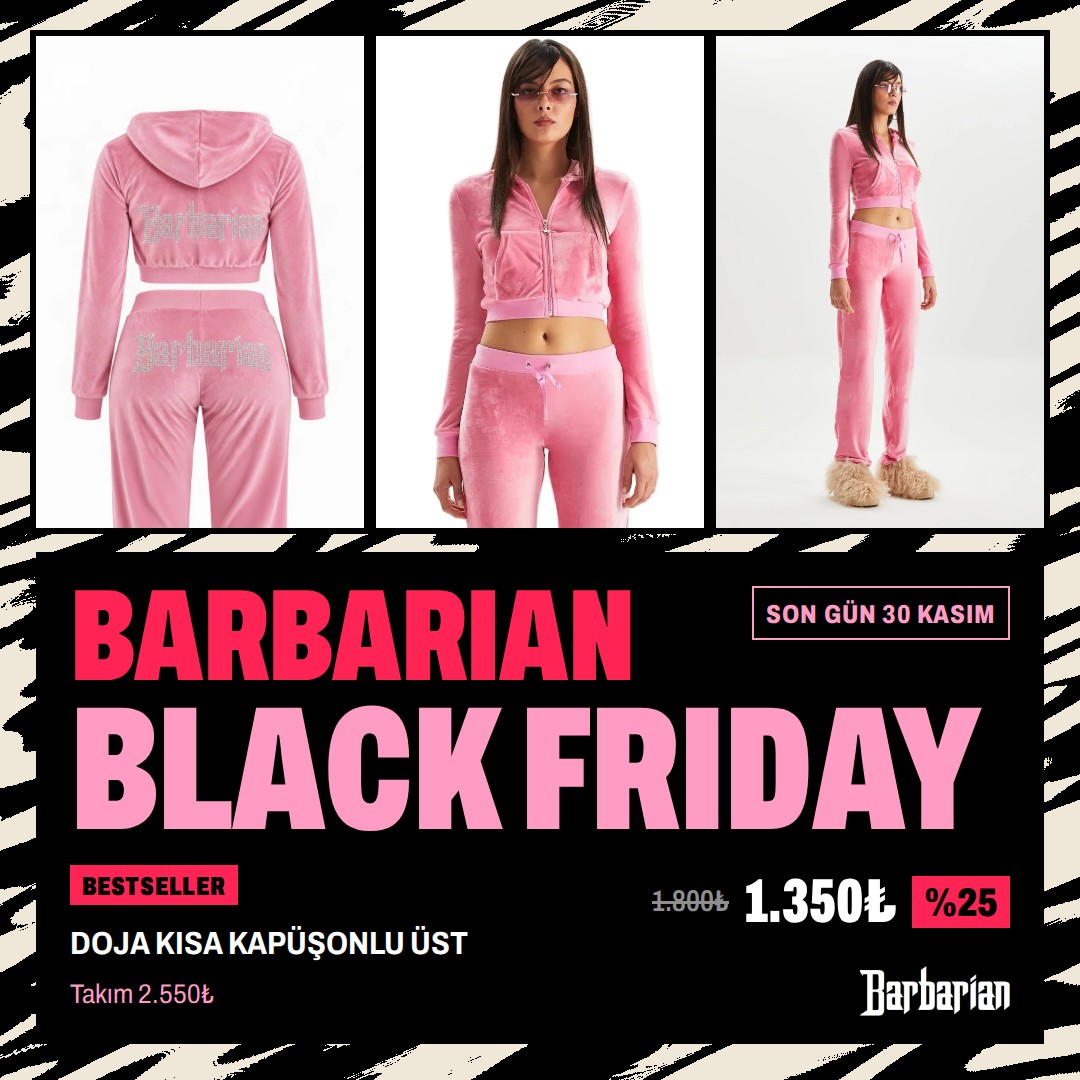 Barbarian
Barbarian
BARBARIAN
SON GÜN 30 KASIM
BLACK FRIDAY
BESTSELLER
1.800₺ 1.350₺ %25
DOJA KISA KAPÜŞONLU ÜST
Takım 2.550₺
Barbarian